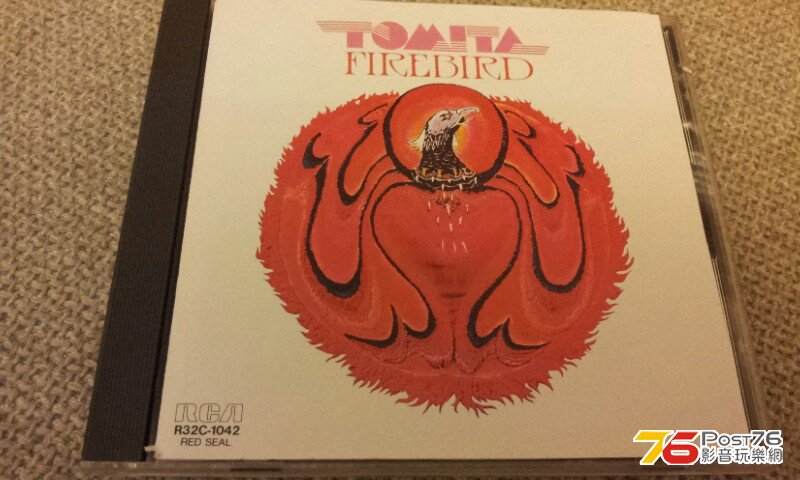 TOMITA
FIREBIRD
RCA
R32C-1042
RED SEAL
76 Post76
影音玩樂網